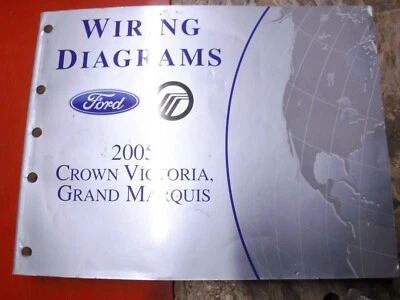 WIRING
DIAGRAMS
Ford
2005
CROWN VICTORIA,
GRAND MARQUIS